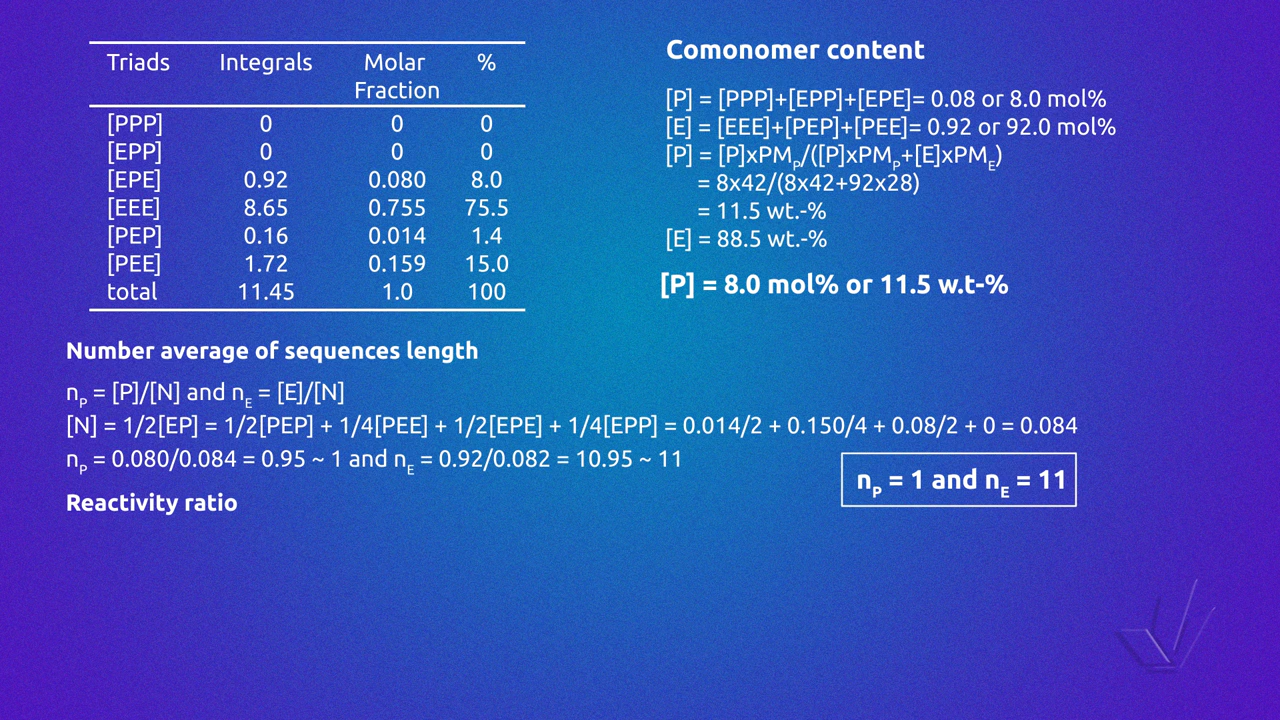 Triads Integrals Molar Fraction %
[PPP] 0 0 0
[EPP] 0 0 0
[EPE] 0.92 0.080 8.0
[EEE] 8.65 0.755 75.5
[PEP] 0.16 0.014 1.4
[PEE] 1.72 0.159 15.0
total 11.45 1.0 100
Comonomer content
[P] = [PPP]+[EPP]+[EPE]= 0.08 or 8.0 mol%
[E] = [EEE]+[PEP]+[PEE]= 0.92 or 92.0 mol%
[P] = [P]xPMP/([P]xPMP+[E]xPME)
= 8x42/(8x42+92x28)
= 11.5 wt.-%
[E] = 88.5 wt.-%
[P] = 8.0 mol% or 11.5 w.t-%
Number average of sequences length
nP = [P]/[N] and nE = [E]/[N]
[N] = 1/2[EP] = 1/2[PEP] + 1/4[PEE] + 1/2[EPE] + 1/4[EPP] = 0.014/2 + 0.150/4 + 0.08/2 + 0 = 0.084
nP = 0.080/0.084 = 0.95 ~ 1 and nE = 0.92/0.082 = 10.95 ~ 11
nP = 1 and nE = 11
Reactivity ratio